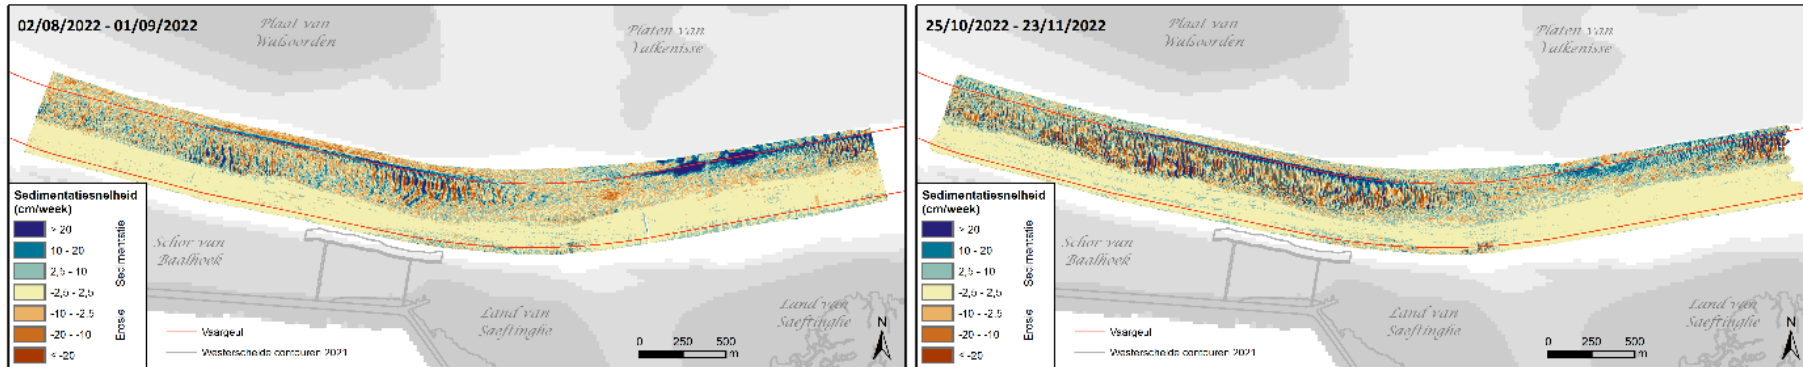 02/08/2022 - 01/09/2022
Plaat van
Walsoorden
Platen van
Valkenisse
Sedimentatiesnelheid
(cm/week)
> 20
10 - 20
2,5 - 10
-2,5 - 2,5
-10 - -2,5
-20 - -10
< -20
Sedimentatie
Erosie
Schor van
Baalhoek
Land van
Saeftinghe
Land van
Saeftinghe
Vaargeul
Westerschelde contouren 2021
0 250 500
m
N
25/10/2022 - 23/11/2022
Plaat van
Walsoorden
Platen van
Valkenisse
Sedimentatiesnelheid
(cm/week)
> 20
10 - 20
2,5 - 10
-2,5 - 2,5
-10 - -2,5
-20 - -10
< -20
Sedimentatie
Erosie
Schor van
Baalhoek
Land van
Saeftinghe
Land van
Saeftinghe
Vaargeul
Westerschelde contouren 2021
0 250 500
m
N